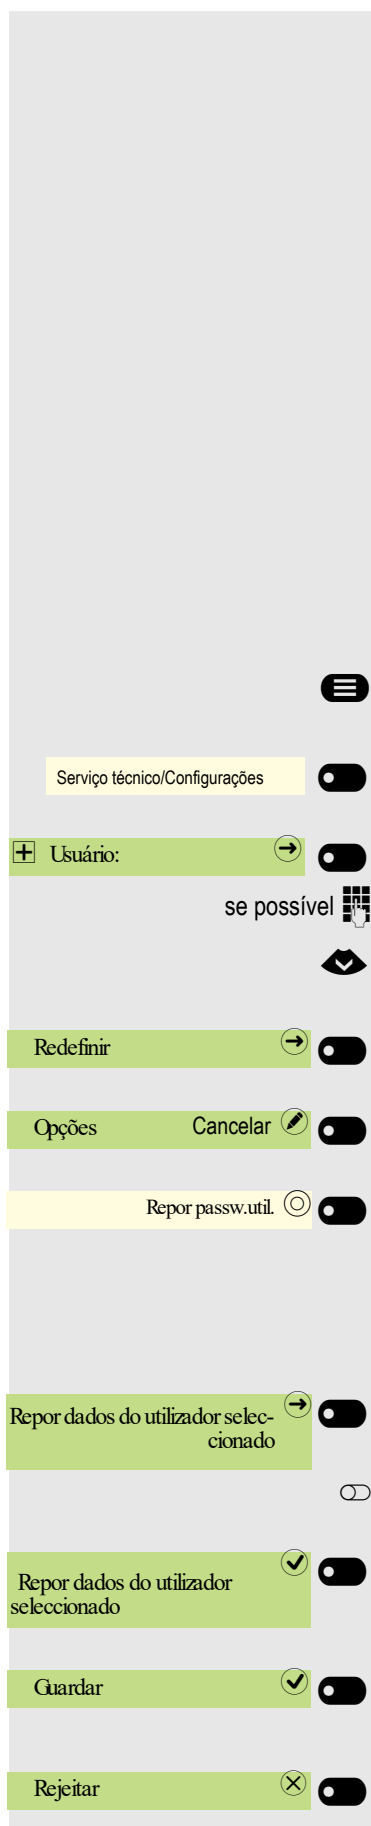 Serviço técnico/Configurações
Usuário:
se possível
Redefinir
Opções Cancelar
Repor passw.util.
Repor dados do utilizador selec-
cionado
Repor dados do utilizador
seleccionado
Guardar
Rejeitar